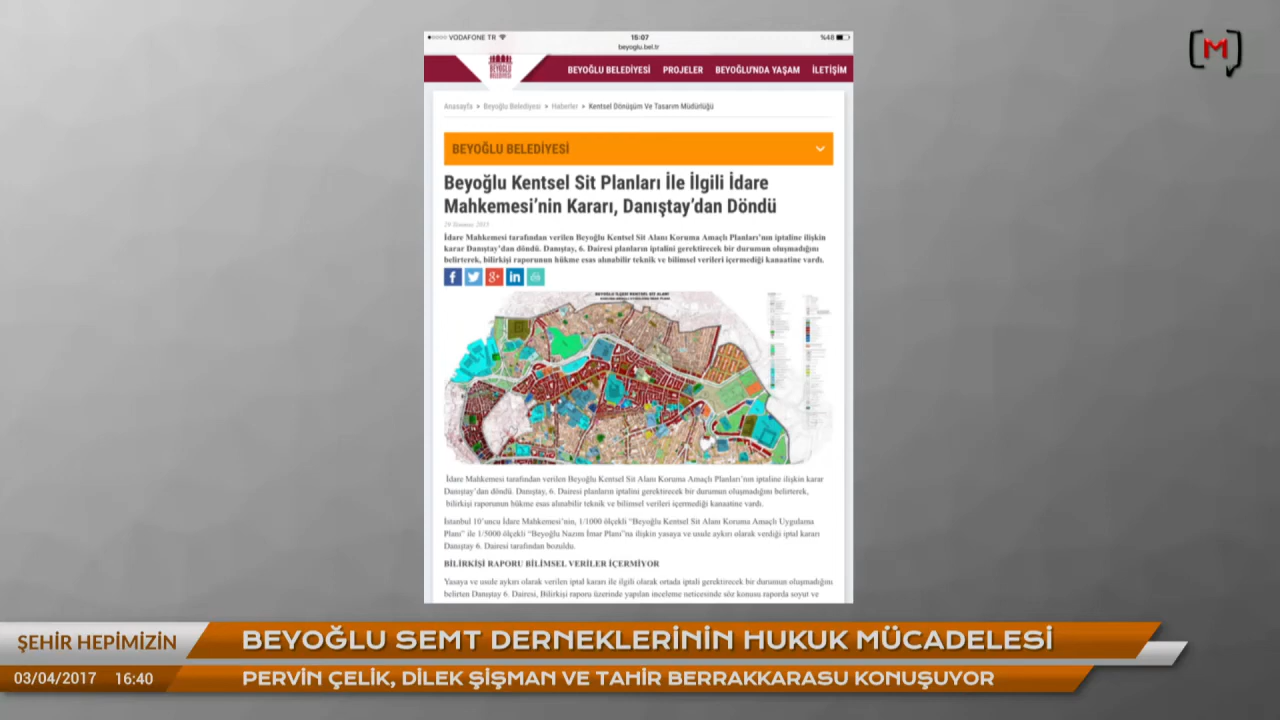 VODAFONE TR
15:07
%48
beyoglu.bel.tr
M
BEYOĞLU
BELEDİYESİ
BEYOĞLU BELEDİYESİ PROJELER BEYOĞLU'NDA YAŞAM İLETİŞİM
Anasayfa > Beyoğlu Belediyesi > Haberler > Kentsel Dönüşüm Ve Tasarım Müdürlüğü
BEYOĞLU BELEDİYESİ
Beyoğlu Kentsel Sit Planları İle İlgili İdare
Mahkemesi'nin Kararı, Danıştay'dan Döndü
İdare Mahkemesi tarafından verilen Beyoğlu Kentsel Sit Alanı Koruma Amaçlı Planları'nın iptaline ilişkin
karar Danıştay'dan döndü. Danıştay, 6. Dairesi planların iptalini gerektirecek bir durumun oluşmadığını
belirterek, bilirkişi raporunun hükme esas alınabilir teknik ve bilimsel verileri içermediği kanaatine vardı.
BEYOĞLU İLÇESİ KENTSEL SİT ALANI
İdare Mahkemesi tarafından verilen Beyoğlu Kentsel Sit Alanı Koruma Amaçlı Planları'nın iptaline ilişkin karar
Danıştay'dan döndü. Danıştay, 6. Dairesi planların iptalini gerektirecek bir durumun oluşmadığını belirterek,
bilirkişi raporunun hükme esas alınabilir teknik ve bilimsel verileri içermediği kanaatine vardı.
İstanbul 10'uncu İdare Mahkemesi'nin, 1/1000 ölçekli "Beyoğlu Kentsel Sit Alanı Koruma Amaçlı Uygulama
Planı" ile 1/5000 ölçekli "Beyoğlu Nazım İmar Planı"na ilişkin yasaya ve usule aykırı olarak verdiği iptal kararı
Danıştay 6. Dairesi tarafından bozuldu.
BİLİRKİŞİ RAPORU BİLİMSEL VERİLER İÇERMİYOR
Yasaya ve usule aykırı olarak verilen iptal kararı ile ilgili olarak ortada iptali gerektirecek bir durumun oluşmadığını
belirten Danıştay 6. Dairesi, Bilirkişi raporu üzerinde yapılan inceleme neticesinde söz konusu raporda soyut ve
ŞEHİR HEPİMİZİN
BEYOĞLU SEMT DERNEKLERİNİN HUKUK MÜCADELESİ
03/04/2017 16:40
PERVİN ÇELİK, DİLEK ŞİŞMAN VE TAHİR BERRAKKARASU KONUŞUYOR